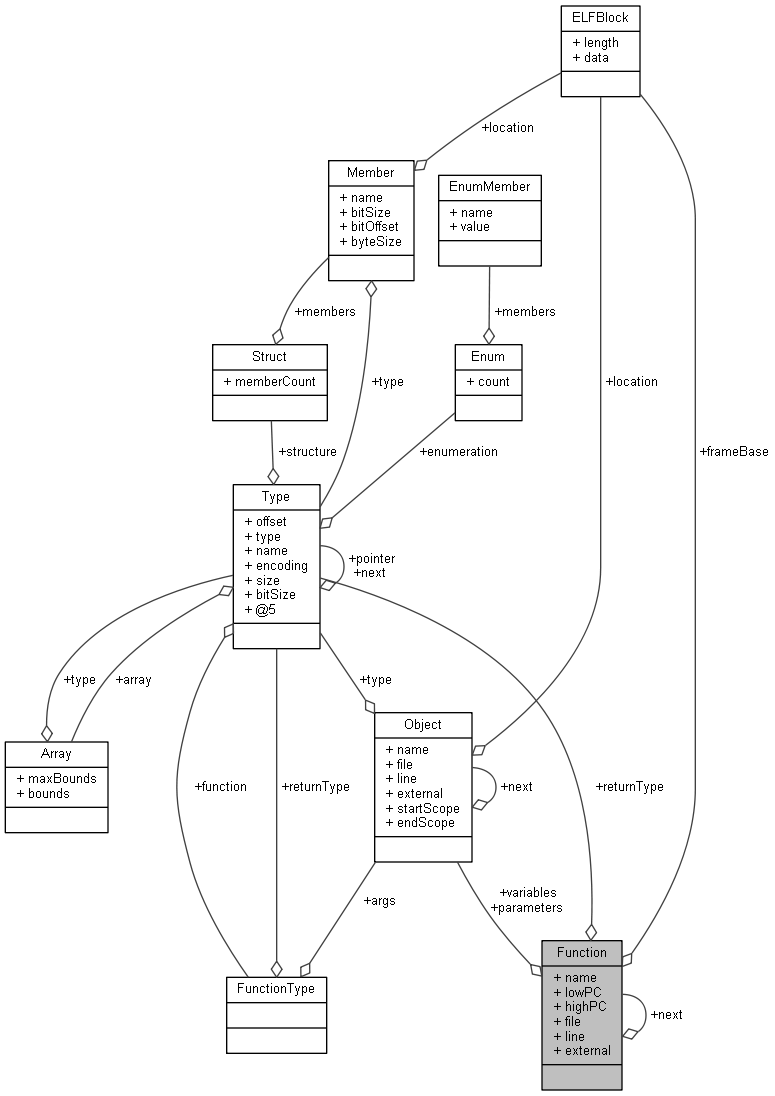 ELFBlock
+ length
+ data
+location
Member
+ name
+ bitSize
+ bitOffset
+ byteSize
EnumMember
+ name
+ value
+members
+members
Struct
+ memberCount
+type
Enum
+ count
+location
+structure
+enumeration
+frameBase
Type
+ offset
+ type
+ name
+ encoding
+ size
+ bitSize
+ @5
+pointer
+next
+type
+array
+type
Array
+ maxBounds
+ bounds
+function
+returnType
Object
+ name
+ file
+ line
+ external
+ startScope
+ endScope
+next
+returnType
+args
+variables
+parameters
FunctionType
Function
+ name
+ lowPC
+ highPC
+ file
+ line
+ external
+next